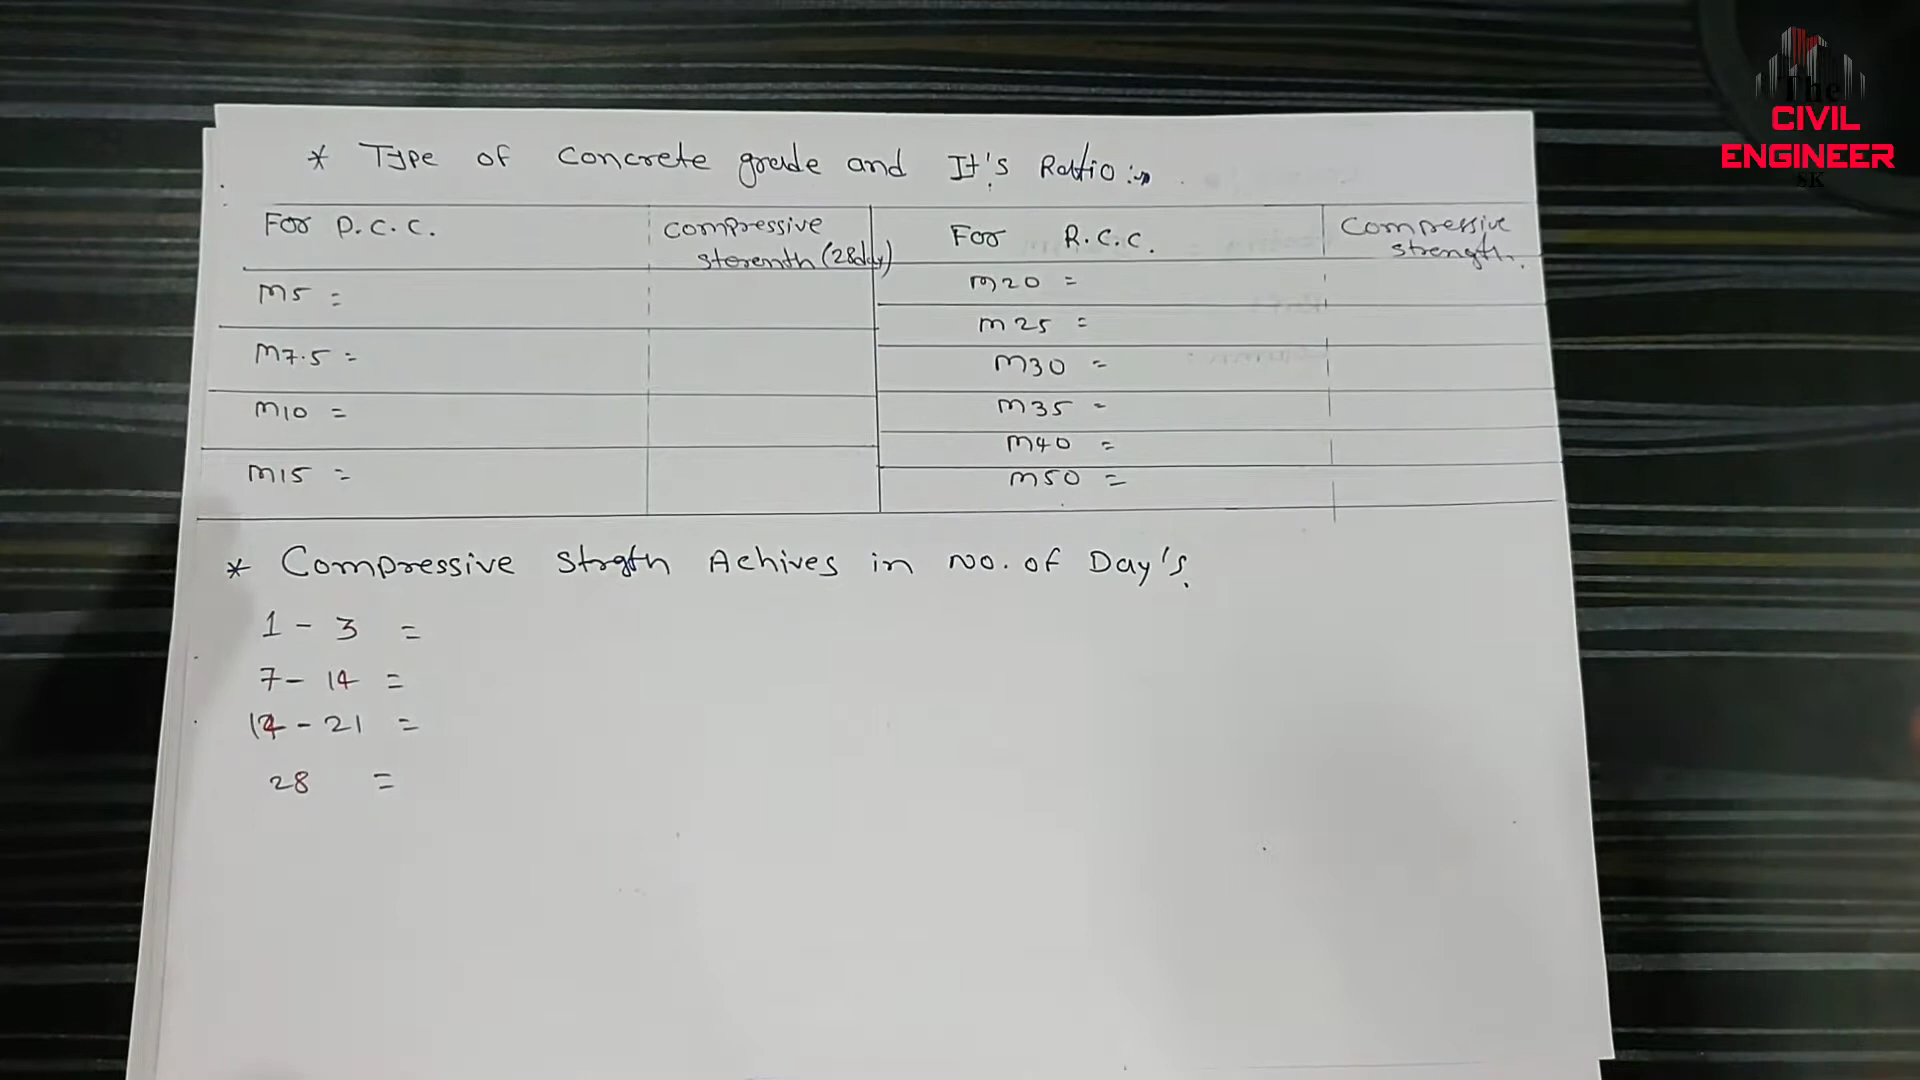 The
CIVIL
ENGINEER
SK
* Type of concrete grade and It's Ratio :-
For P.C.C.
compressive
sterenth (28day)
For R.C.C.
Compressive
strength.
M5 =
M7.5 =
M10 =
M15 =
M20 =
M25 =
M30 =
M35 =
M40 =
M50 =
* Compressive Strgth Achives in No. of Day's.
1 - 3 =
7 - 14 =
14 - 21 =
28 =